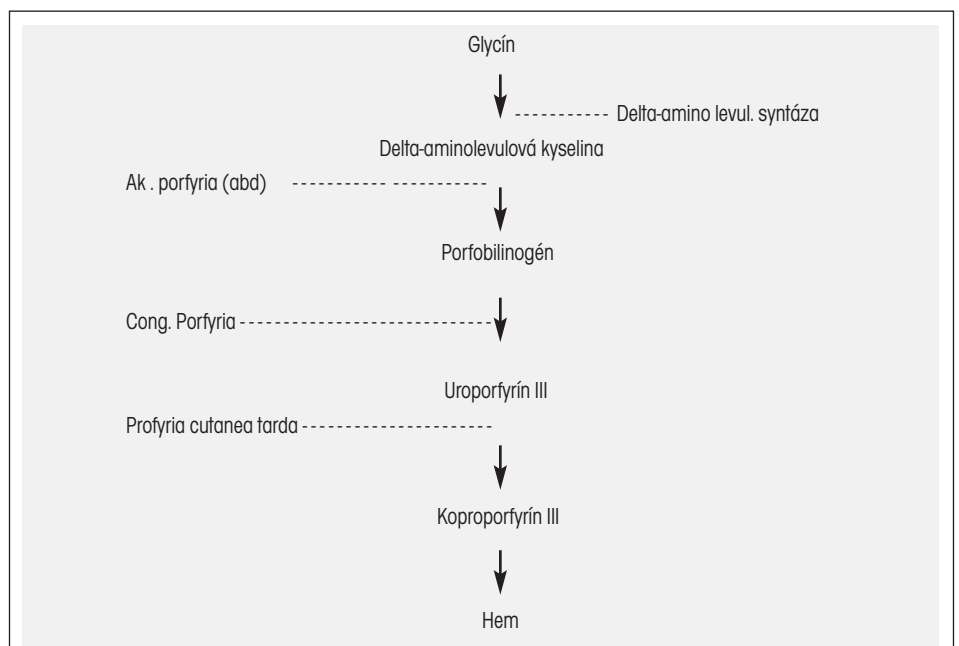 Glycín
Delta-amino levul. syntáza
Delta-aminolevulová kyselina
Ak . porfyria (abd)
Porfobilinogén
Cong. Porfyria
Uroporfyrín III
Profyria cutanea tarda
Koproporfyrín III
Hem